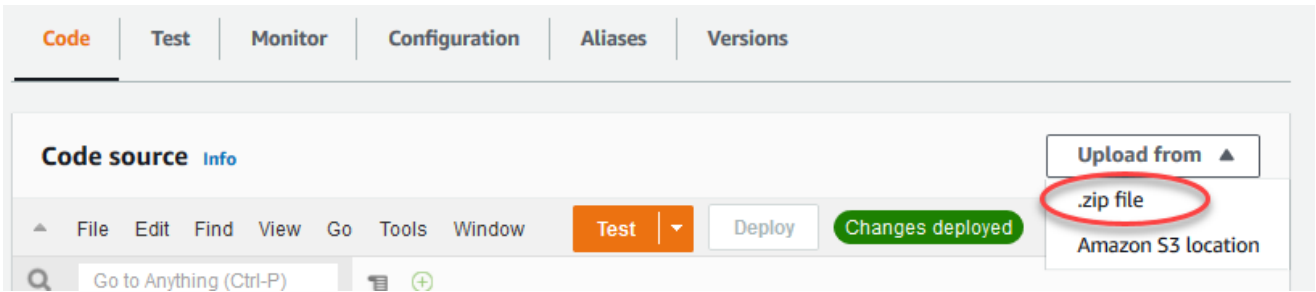 Code Test Monitor Configuration Aliases Versions
Code source Info
Upload from
.zip file
Amazon S3 location
File Edit Find View Go Tools Window Test Deploy Changes deployed
Go to Anything (Ctrl-P)